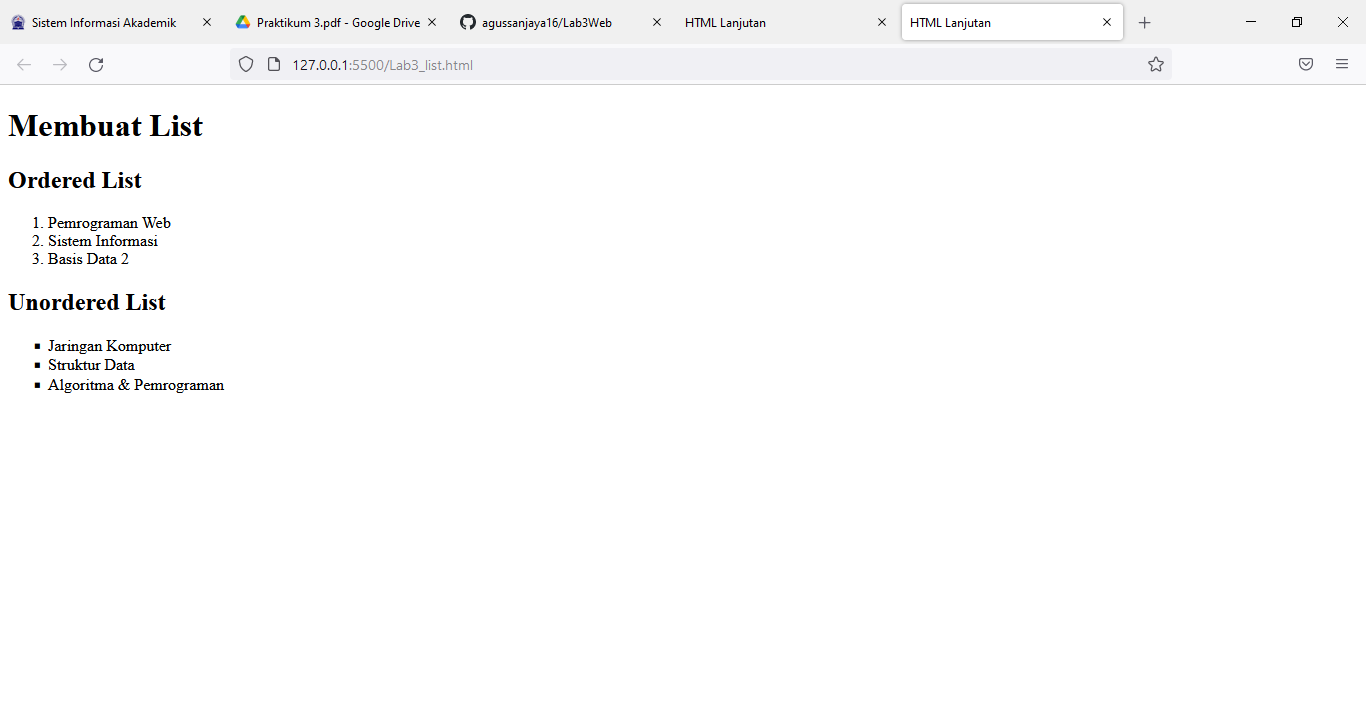 Sistem Informasi Akademik
Praktikum 3.pdf - Google Drive
agussanjaya16/Lab3Web
HTML Lanjutan
HTML Lanjutan
127.0.0.1:5500/Lab3_list.html
Membuat List
Ordered List
1. Pemrograman Web
2. Sistem Informasi
3. Basis Data 2
Unordered List
▪ Jaringan Komputer
▪ Struktur Data
▪ Algoritma & Pemrograman